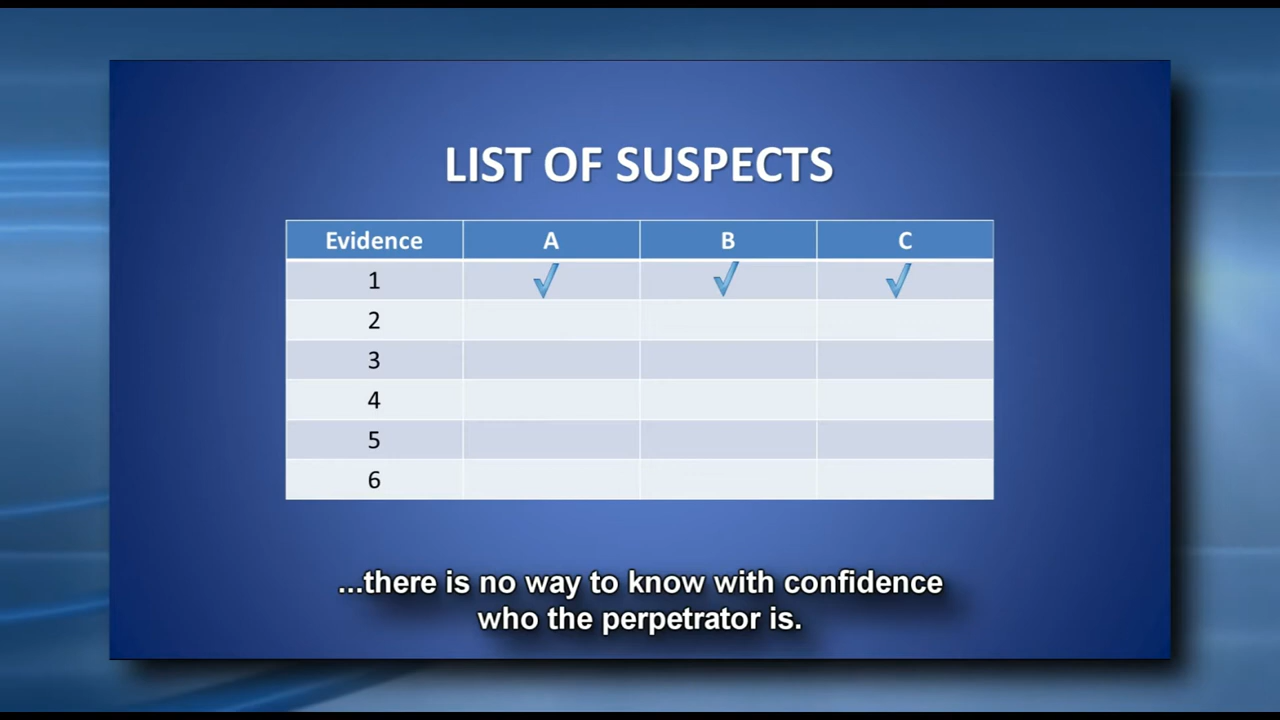 LIST OF SUSPECTS
Evidence A B C
1 ✓ ✓ ✓
2
3
4
5
6
...there is no way to know with confidence
who the perpetrator is.